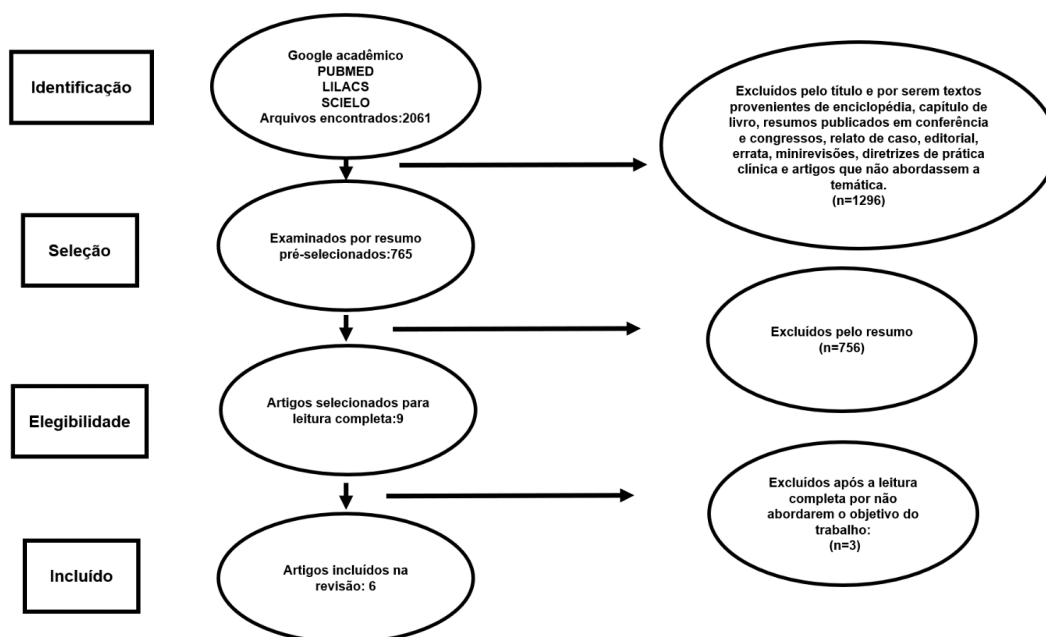 Identificação
Google acadêmico
PUBMED
LILACS
SCIELO
Arquivos encontrados:2061
Excluídos pelo título e por serem textos
provenientes de enciclopédia, capítulo de
livro, resumos publicados em conferência
e congressos, relato de caso, editorial,
errata, minirevisões, diretrizes de prática
clínica e artigos que não abordassem a
temática.
(n=1296)
Seleção
Examinados por resumo
pré-selecionados:765
Excluídos pelo resumo
(n=756)
Elegibilidade
Artigos selecionados para
leitura completa:9
Excluídos após a leitura
completa por não
abordarem o objetivo do
trabalho:
(n=3)
Incluído
Artigos incluídos na
revisão: 6